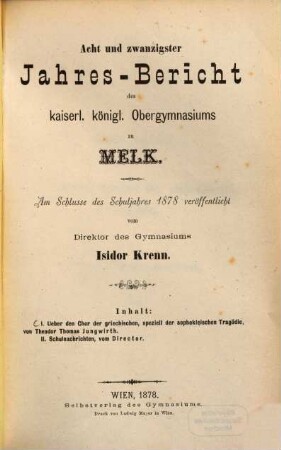 Acht und zwanzigster
Jahres-Bericht
des
kaiserl. königl. Obergymnasiums
zu
MELK.
Am Schlusse des Schuljahres 1878 veröffentlicht
vom
Direktor des Gymnasiums
Isidor Krenn.
Inhalt:
I. Ueber den Chor der griechischen, speziell der sophokleischen Tragödie,
von Theodor Thomas Jungwirth.
II. Schulnachrichten, vom Director.
WIEN, 1878.
Selbstverlag des Gymnasiums.
Druck von Ludwig Mayer in Wien.